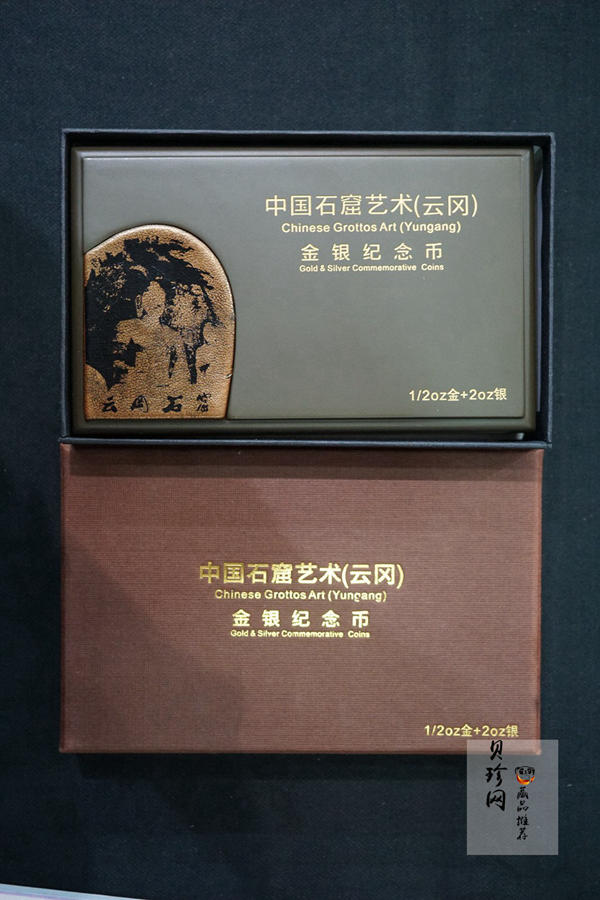 中国石窟艺术(云冈)
Chinese Grottos Art (Yungang)
金银纪念币
Gold & Silver Commemorative Coins
云冈石窟
1/2oz金+2oz银
中国石窟艺术(云冈)
Chinese Grottos Art (Yungang)
金银纪念币
Gold & Silver Commemorative Coins
1/2oz金+2oz银
贝珍网
藏品推荐